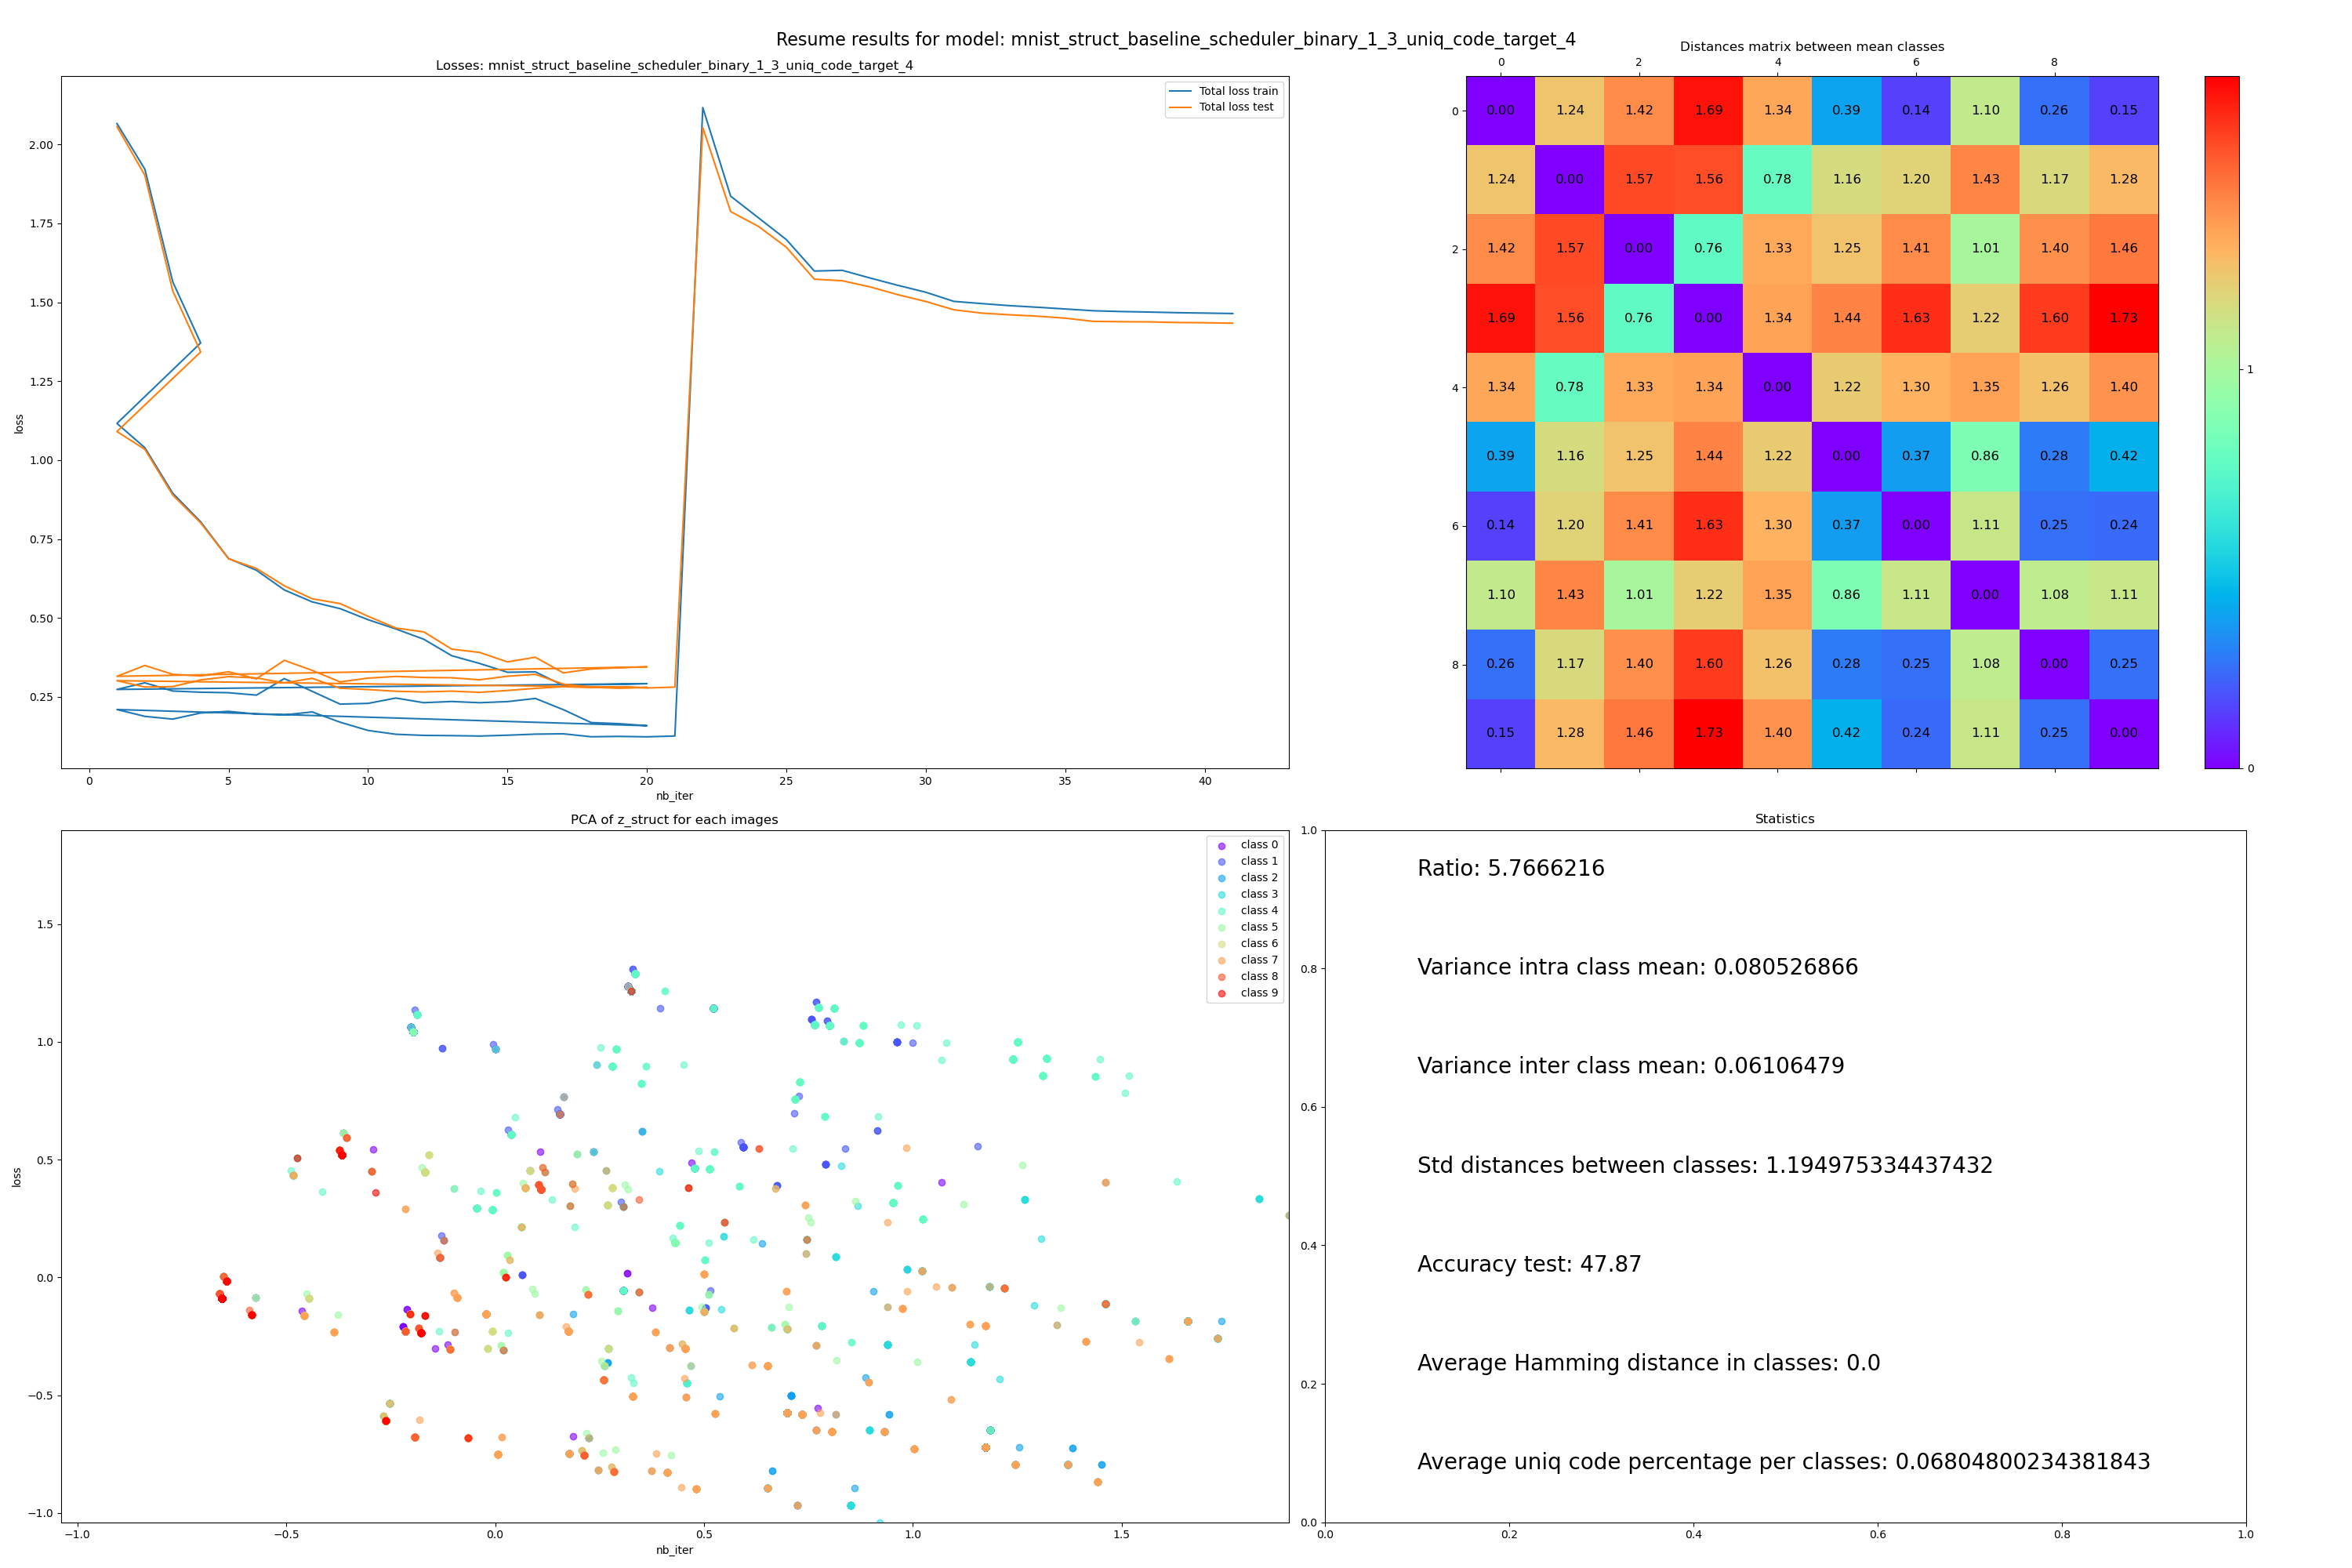 Resume results for model: mnist_struct_baseline_scheduler_binary_1_3_uniq_code_target_4
Losses: mnist_struct_baseline_scheduler_binary_1_3_uniq_code_target_4
Total loss train
Total loss test
2.00
1.75
1.50
1.25
1.00
0.75
0.50
0.25
loss
0 5 10 15 20 25 30 35 40
nb_iter
Distances matrix between mean classes
0 2 4 6 8
0 0.00 1.24 1.42 1.69 1.34 0.39 0.14 1.10 0.26 0.15
1.24 0.00 1.57 1.56 0.78 1.16 1.20 1.43 1.17 1.28
2 1.42 1.57 0.00 0.76 1.33 1.25 1.41 1.01 1.40 1.46
1.69 1.56 0.76 0.00 1.34 1.44 1.63 1.22 1.60 1.73
4 1.34 0.78 1.33 1.34 0.00 1.22 1.30 1.35 1.26 1.40
0.39 1.16 1.25 1.44 1.22 0.00 0.37 0.86 0.28 0.42
6 0.14 1.20 1.41 1.63 1.30 0.37 0.00 1.11 0.25 0.24
1.10 1.43 1.01 1.22 1.35 0.86 1.11 0.00 1.08 1.11
8 0.26 1.17 1.40 1.60 1.26 0.28 0.25 1.08 0.00 0.25
0.15 1.28 1.46 1.73 1.40 0.42 0.24 1.11 0.25 0.00
1
0
PCA of z_struct for each images
class 0
class 1
class 2
class 3
class 4
class 5
class 6
class 7
class 8
class 9
1.5
1.0
0.5
0.0
−0.5
−1.0
loss
−1.0 −0.5 0.0 0.5 1.0 1.5
nb_iter
Statistics
1.0
0.8
0.6
0.4
0.2
0.0
Ratio: 5.7666216
Variance intra class mean: 0.080526866
Variance inter class mean: 0.06106479
Std distances between classes: 1.194975334437432
Accuracy test: 47.87
Average Hamming distance in classes: 0.0
Average uniq code percentage per classes: 0.06804800234381843
0.0 0.2 0.4 0.6 0.8 1.0